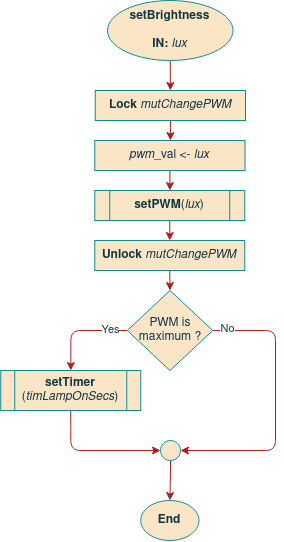 setBrightness
IN: lux
Lock mutChangePWM
pwm_val <- lux
setPWM(lux)
Unlock mutChangePWM
PWM is
maximum ?
Yes
No
setTimer
(timLampOnSecs)
End